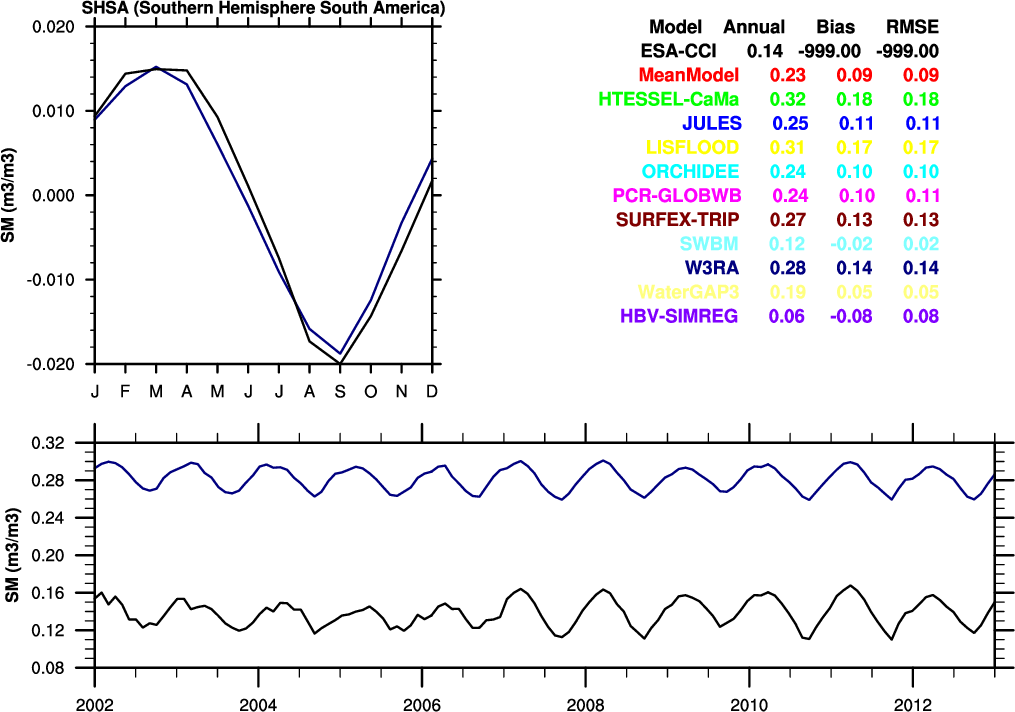 SHSA (Southern Hemisphere South America)
0.020
0.010
0.000
-0.010
-0.020
SM (m3/m3)
J F M A M J J A S O N D
Model Annual Bias RMSE
ESA-CCI 0.14 -999.00 -999.00
MeanModel 0.23 0.09 0.09
HTESSEL-CaMa 0.32 0.18 0.18
JULES 0.25 0.11 0.11
LISFLOOD 0.31 0.17 0.17
ORCHIDEE 0.24 0.10 0.10
PCR-GLOBWB 0.24 0.10 0.11
SURFEX-TRIP 0.27 0.13 0.13
SWBM 0.12 -0.02 0.02
W3RA 0.28 0.14 0.14
WaterGAP3 0.19 0.05 0.05
HBV-SIMREG 0.06 -0.08 0.08
0.32
0.28
0.24
0.20
0.16
0.12
0.08
SM (m3/m3)
2002 2004 2006 2008 2010 2012